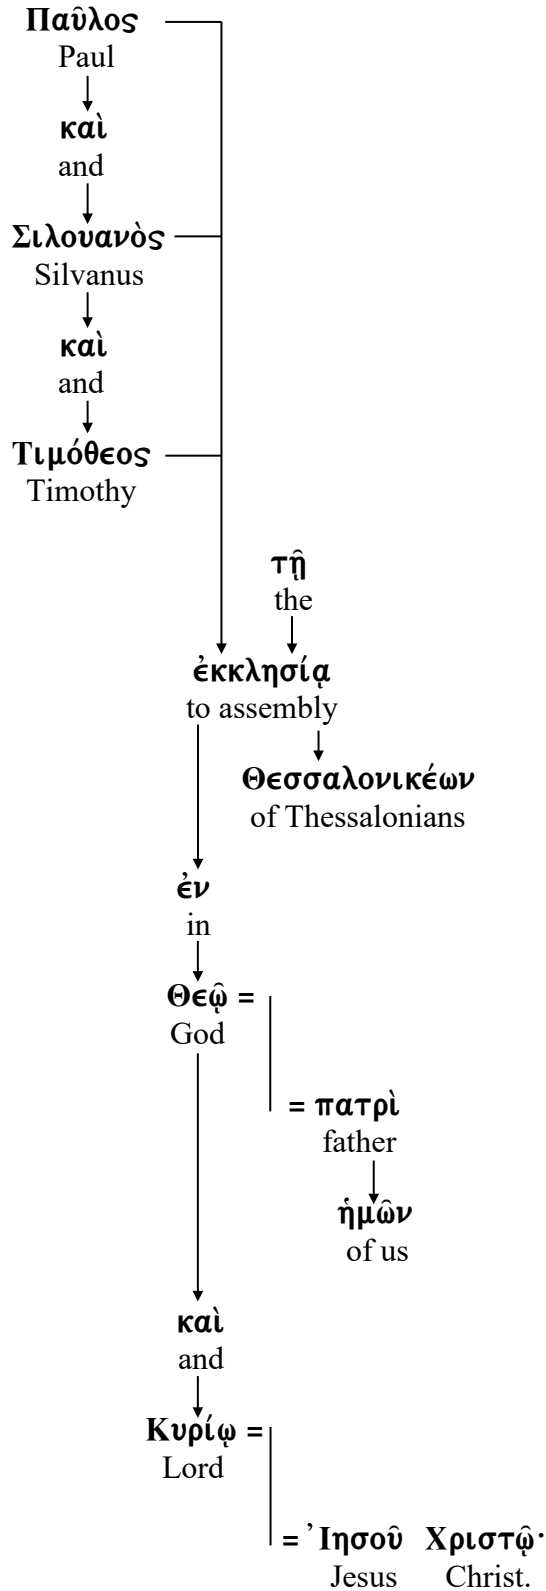 Παῦλος
Paul
καὶ
and
Σιλουανὸς
Silvanus
καὶ
and
Τιμόθεος
Timothy
τῇ
the
ἐκκλησίᾳ
to assembly
Θεσσαλονικέων
of Thessalonians
ἐν
in
Θεῷ =
God
= πατρὶ
father
ἡμῶν
of us
καὶ
and
Κυρίῳ =
Lord
= Ἰησοῦ Χριστῷ·
Jesus Christ.